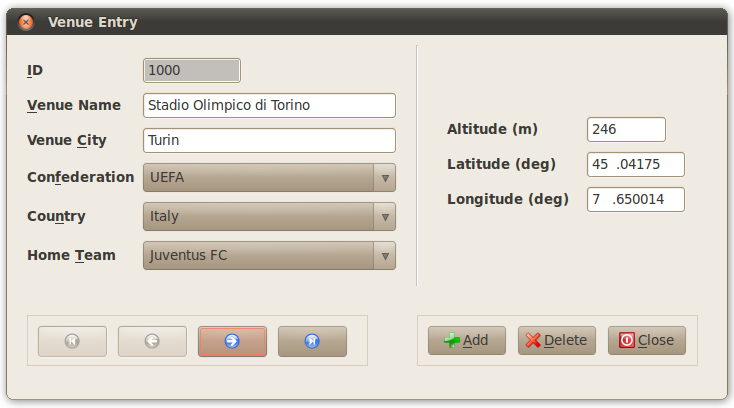 Venue Entry
ID 1000
Venue Name Stadio Olimpico di Torino
Venue City Turin
Confederation UEFA
Country Italy
Home Team Juventus FC
Altitude (m) 246
Latitude (deg) 45 .04175
Longitude (deg) 7 .650014
Add Delete Close